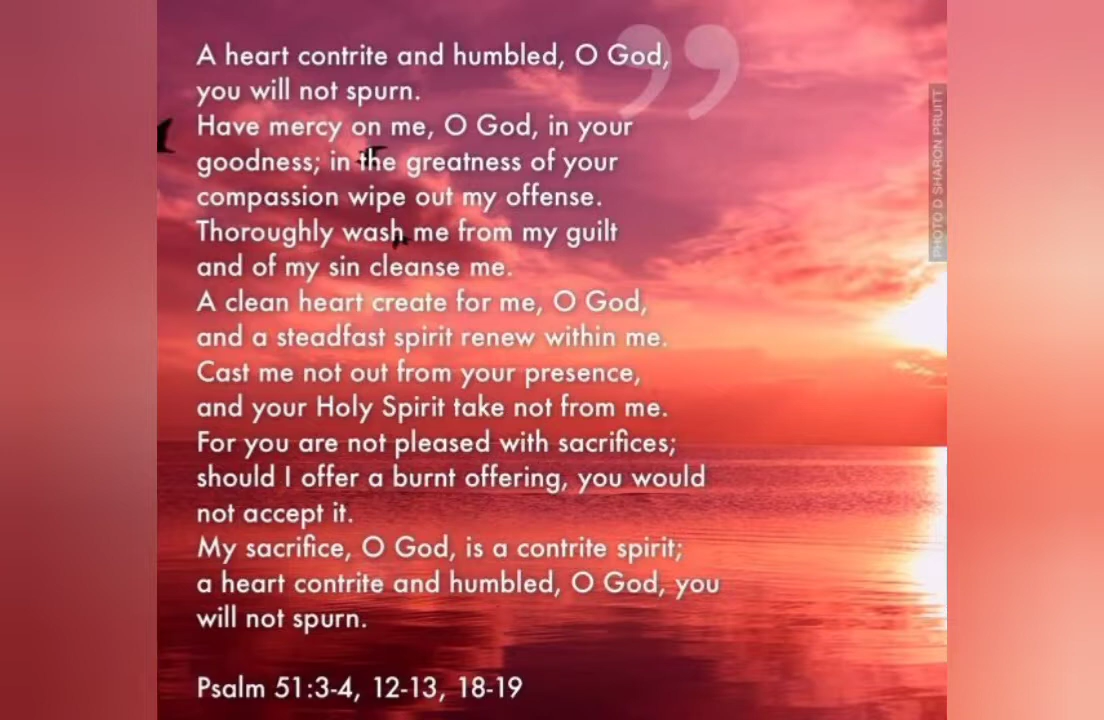 A heart contrite and humbled, O God,
you will not spurn.
Have mercy on me, O God, in your
goodness; in the greatness of your
compassion wipe out my offense.
Thoroughly wash me from my guilt
and of my sin cleanse me.
A clean heart create for me, O God,
and a steadfast spirit renew within me.
Cast me not out from your presence,
and your Holy Spirit take not from me.
For you are not pleased with sacrifices;
should I offer a burnt offering, you would
not accept it.
My sacrifice, O God, is a contrite spirit;
a heart contrite and humbled, O God, you
will not spurn.
Psalm 51:3-4, 12-13, 18-19
PHOTO D SHARON PRUITT